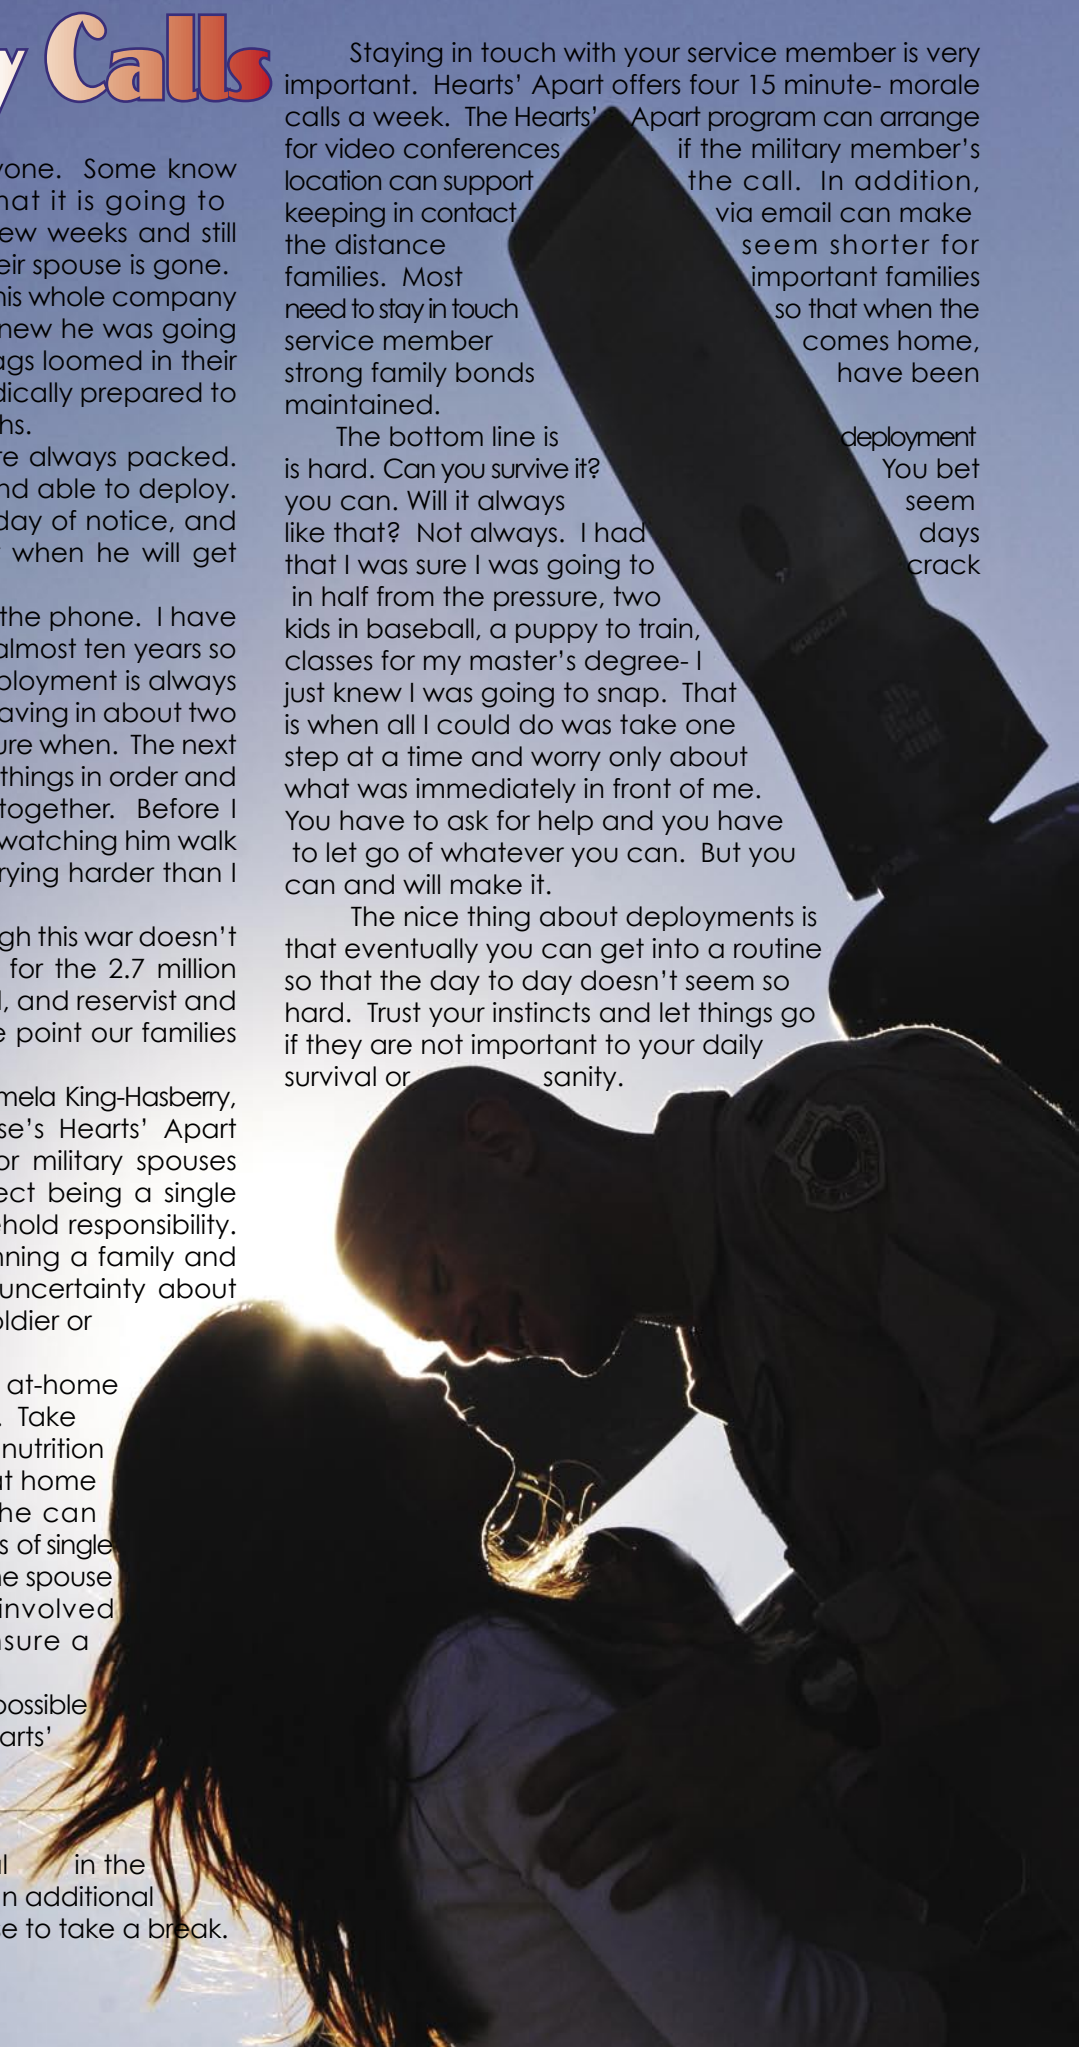 y Calls
yone. Some know
hat it is going to
ew weeks and still
eir spouse is gone.
his whole company
new he was going
ags loomed in their
dically prepared to
hs.
re always packed.
nd able to deploy.
day of notice, and
when he will get
the phone. I have
almost ten years so
ployment is always
aving in about two
ure when. The next
things in order and
together. Before I
watching him walk
rying harder than I
gh this war doesn't
for the 2.7 million
, and reservist and
e point our families
mela King-Hasberry,
se's Hearts' Apart
or military spouses
ect being a single
hold responsibility.
nning a family and
uncertainty about
oldier or
at-home
. Take
nutrition
at home
he can
s of single
he spouse
involved
nsure a
possible
arts'
l in the
n additional
se to take a break.
Staying in touch with your service member is very
important. Hearts' Apart offers four 15 minute- morale
calls a week. The Hearts' Apart program can arrange
for video conferences if the military member's
location can support the call. In addition,
keeping in contact via email can make
the distance seem shorter for
families. Most important families
need to stay in touch so that when the
service member comes home,
strong family bonds have been
maintained.
The bottom line is deployment
is hard. Can you survive it? You bet
you can. Will it always seem
like that? Not always. I had days
that I was sure I was going to crack
in half from the pressure, two
kids in baseball, a puppy to train,
classes for my master's degree- I
just knew I was going to snap. That
is when all I could do was take one
step at a time and worry only about
what was immediately in front of me.
You have to ask for help and you have
to let go of whatever you can. But you
can and will make it.
The nice thing about deployments is
that eventually you can get into a routine
so that the day to day doesn't seem so
hard. Trust your instincts and let things go
if they are not important to your daily
survival or sanity.